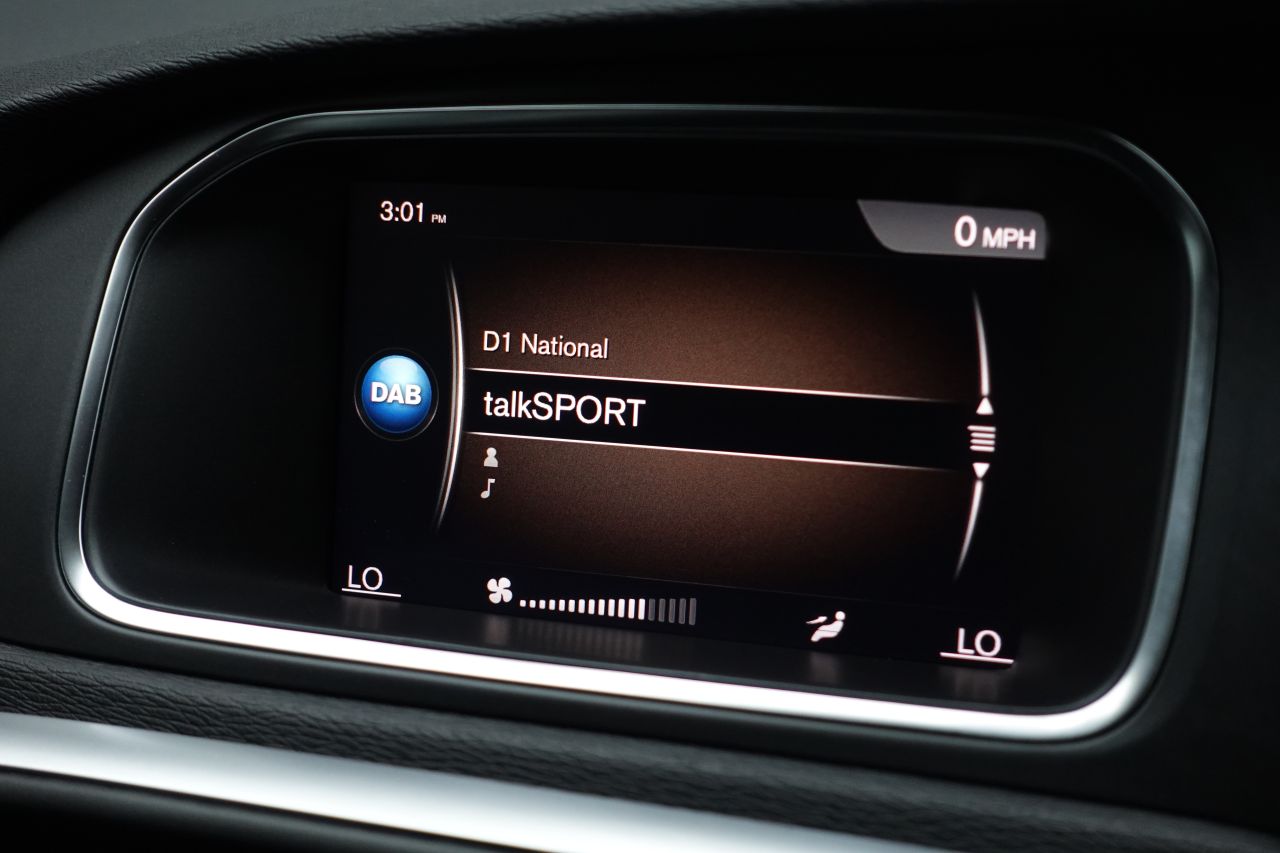 3:01 PM
0 MPH
D1 National
DAB
talkSPORT
LO
LO